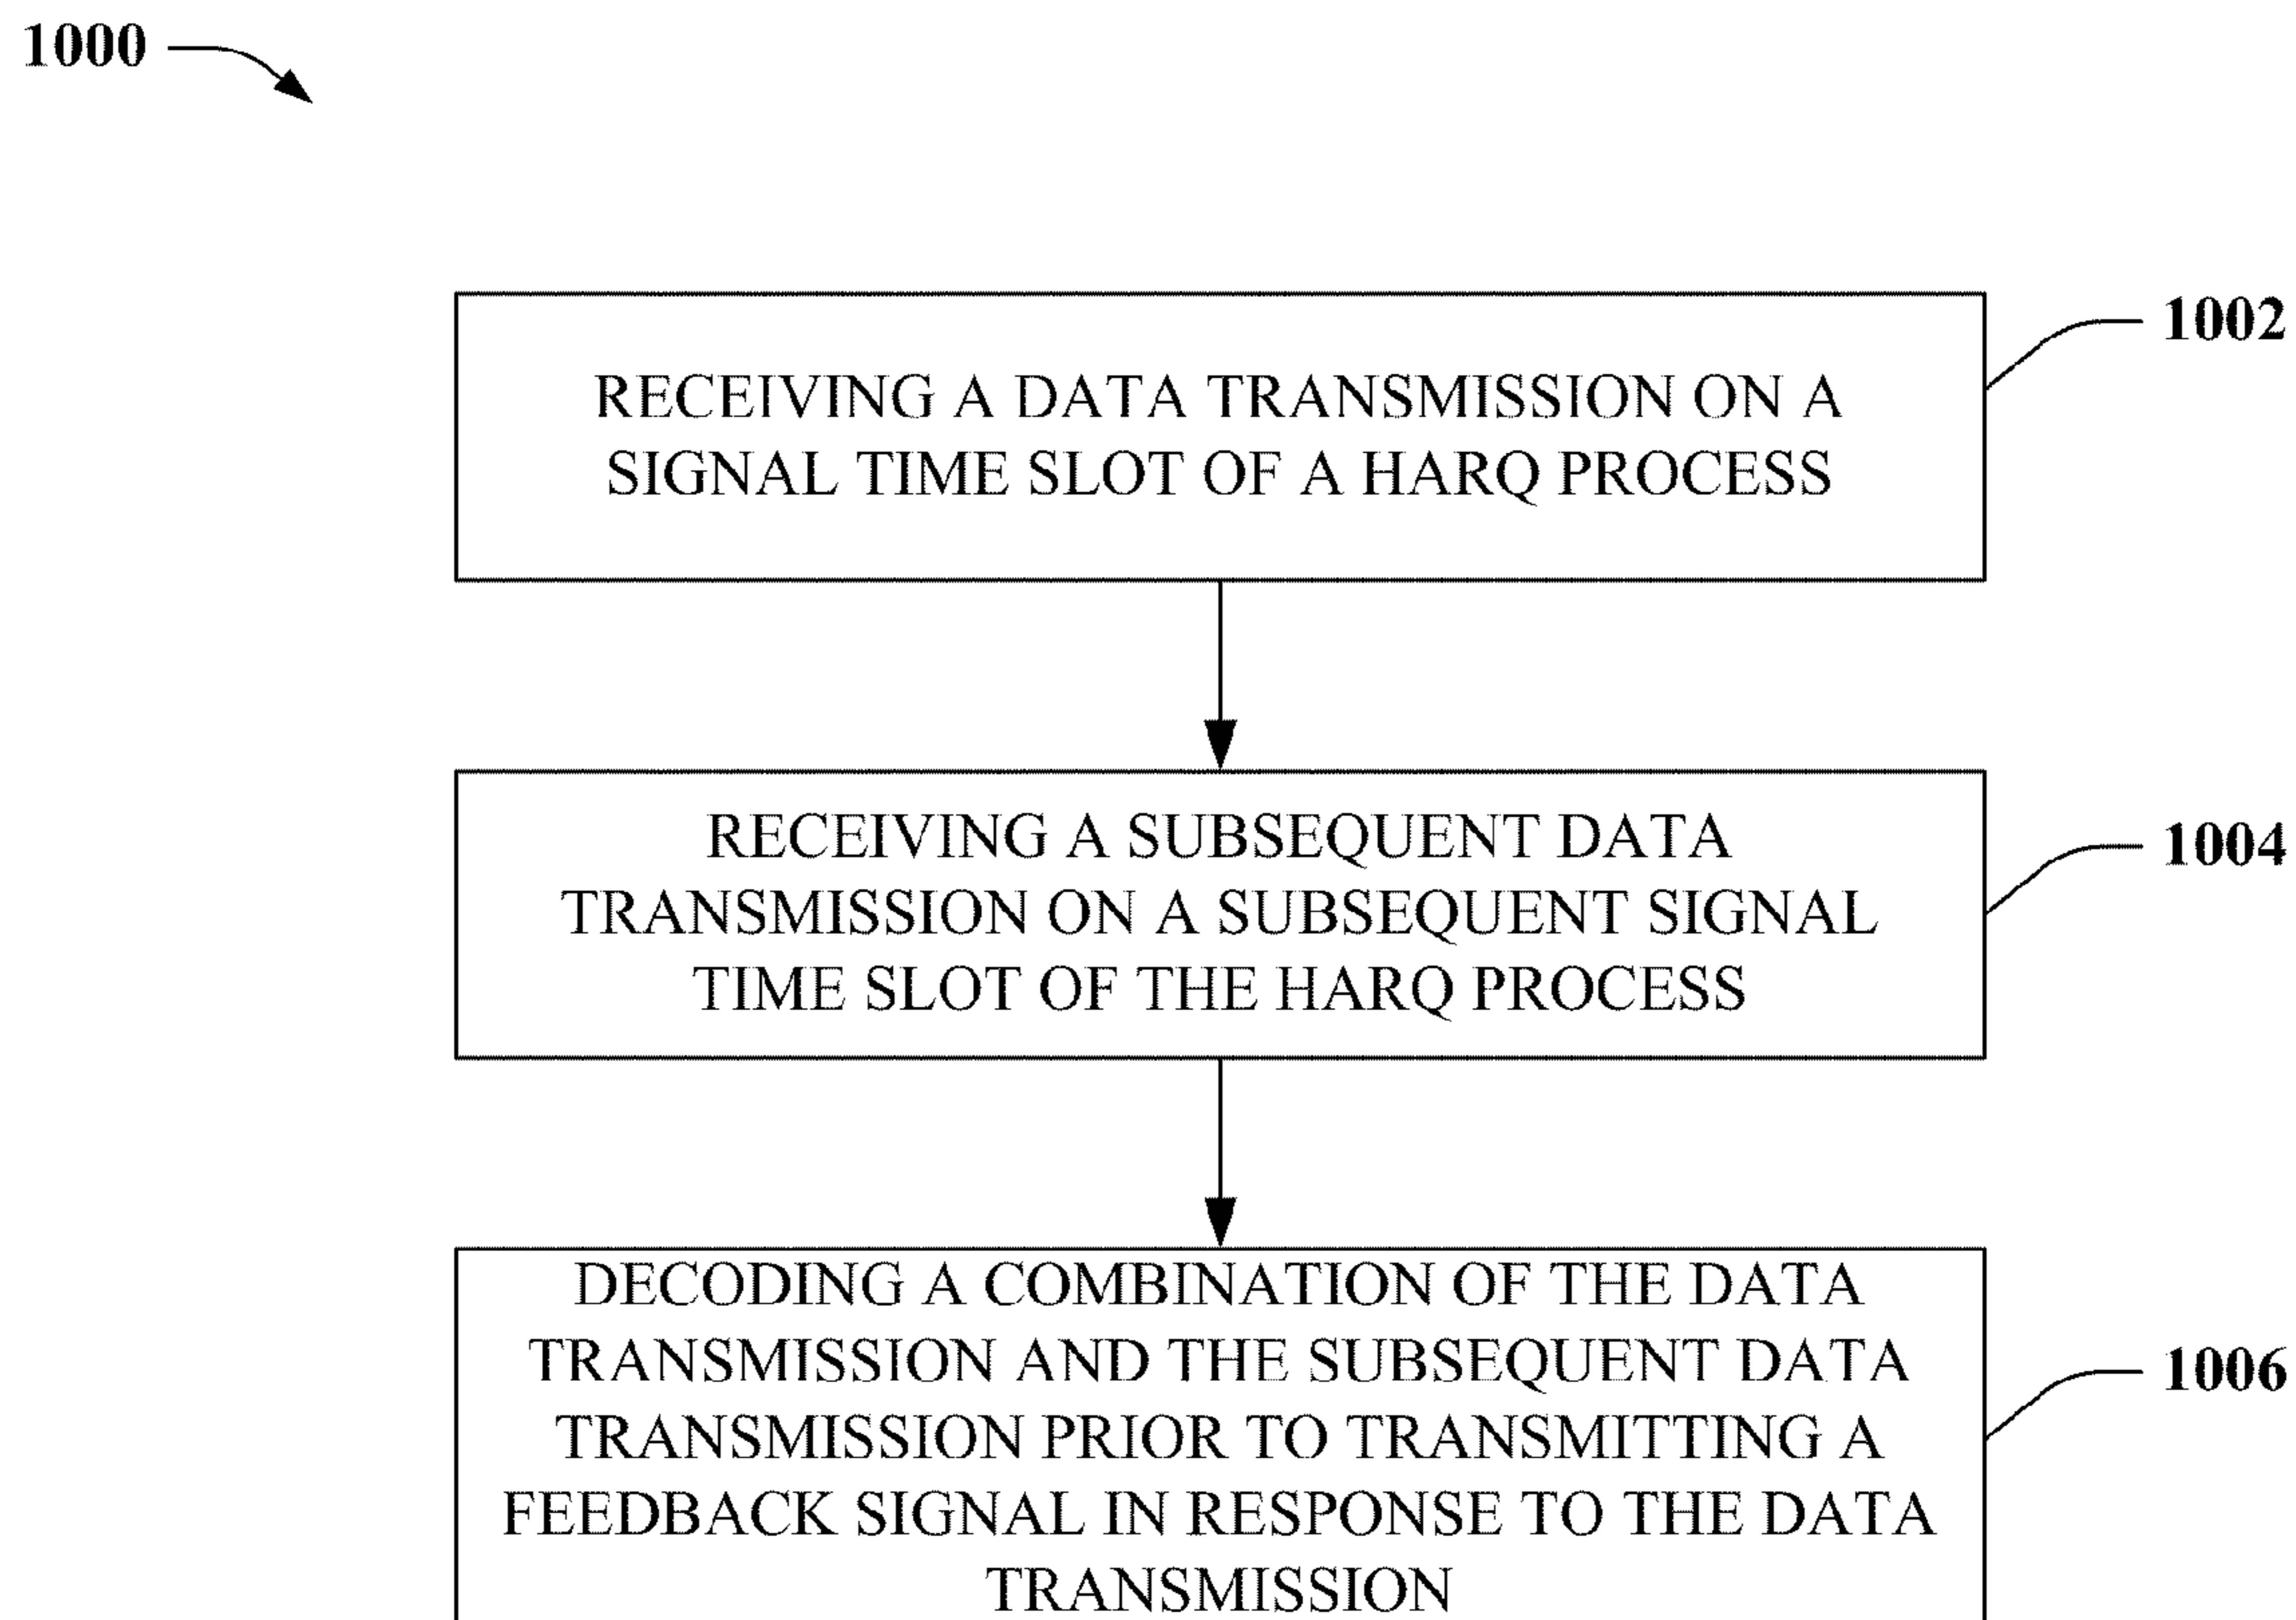 1000
RECEIVING A DATA TRANSMISSION ON A
SIGNAL TIME SLOT OF A HARQ PROCESS
1002
RECEIVING A SUBSEQUENT DATA
TRANSMISSION ON A SUBSEQUENT SIGNAL
TIME SLOT OF THE HARQ PROCESS
1004
DECODING A COMBINATION OF THE DATA
TRANSMISSION AND THE SUBSEQUENT DATA
TRANSMISSION PRIOR TO TRANSMITTING A
FEEDBACK SIGNAL IN RESPONSE TO THE DATA
TRANSMISSION
1006